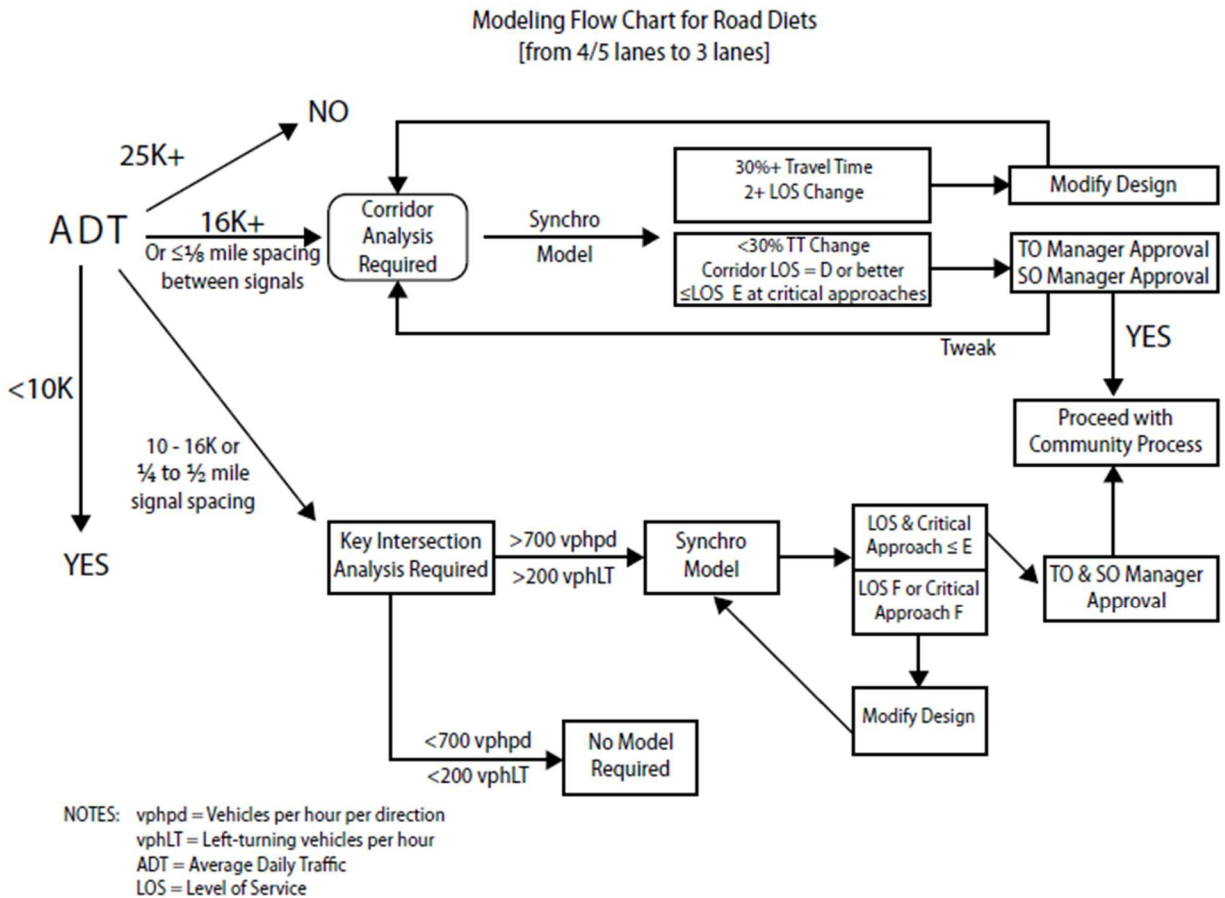 Modeling Flow Chart for Road Diets
[from 4/5 lanes to 3 lanes]
NO
25K+
ADT
16K+
Or ≤⅛ mile spacing
between signals
Corridor
Analysis
Required
Synchro
Model
30%+ Travel Time
2+ LOS Change
Modify Design
<30% TT Change
Corridor LOS = D or better
≤LOS E at critical approaches
TO Manager Approval
SO Manager Approval
Tweak
YES
<10K
YES
10 - 16K or
¼ to ½ mile
signal spacing
Proceed with
Community Process
Key Intersection
Analysis Required
>700 vphpd
>200 vphLT
Synchro
Model
LOS & Critical
Approach ≤ E
LOS F or Critical
Approach F
TO & SO Manager
Approval
Modify Design
<700 vphpd
<200 vphLT
No Model
Required
NOTES: vphpd = Vehicles per hour per direction
vphLT = Left-turning vehicles per hour
ADT = Average Daily Traffic
LOS = Level of Service